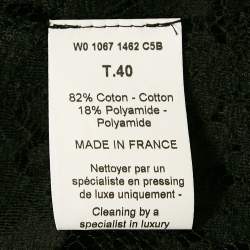 W0 1067 1462 C5B
T.40
82% Coton - Cotton
18% Polyamide -
Polyamide
MADE IN FRANCE
Nettoyer par un
spécialiste en pressing
de luxe uniquement -
Cleaning by a
specialist in luxury